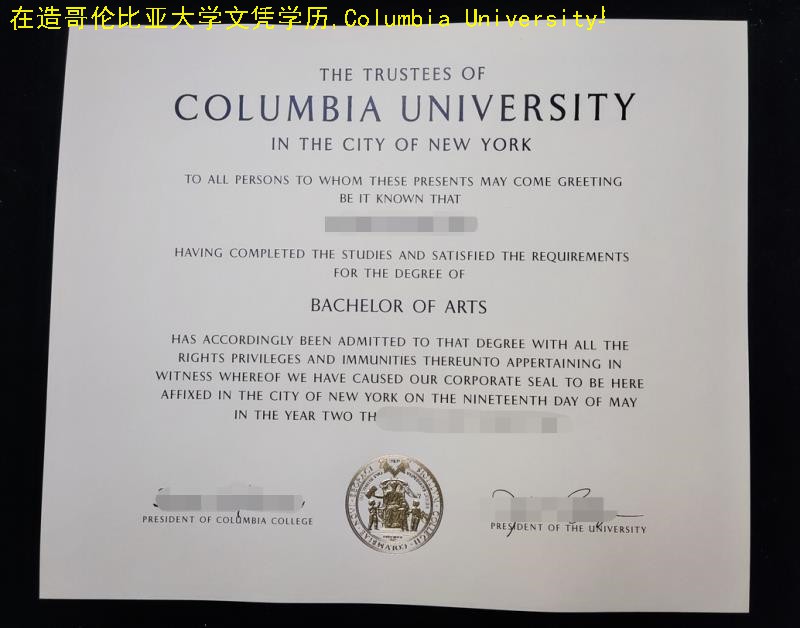 在造哥伦比亚大学文凭学历,Columbia University
THE TRUSTEES OF
COLUMBIA UNIVERSITY
IN THE CITY OF NEW YORK
TO ALL PERSONS TO WHOM THESE PRESENTS MAY COME GREETING
BE IT KNOWN THAT
HAVING COMPLETED THE STUDIES AND SATISFIED THE REQUIREMENTS
FOR THE DEGREE OF
BACHELOR OF ARTS
HAS ACCORDINGLY BEEN ADMITTED TO THAT DEGREE WITH ALL THE
RIGHTS PRIVILEGES AND IMMUNITIES THEREUNTO APPERTAINING IN
WITNESS WHEREOF WE HAVE CAUSED OUR CORPORATE SEAL TO BE HERE
AFFIXED IN THE CITY OF NEW YORK ON THE NINETEENTH DAY OF MAY
IN THE YEAR TWO TH
PRESIDENT OF COLUMBIA COLLEGE
PRESIDENT OF THE UNIVERSITY